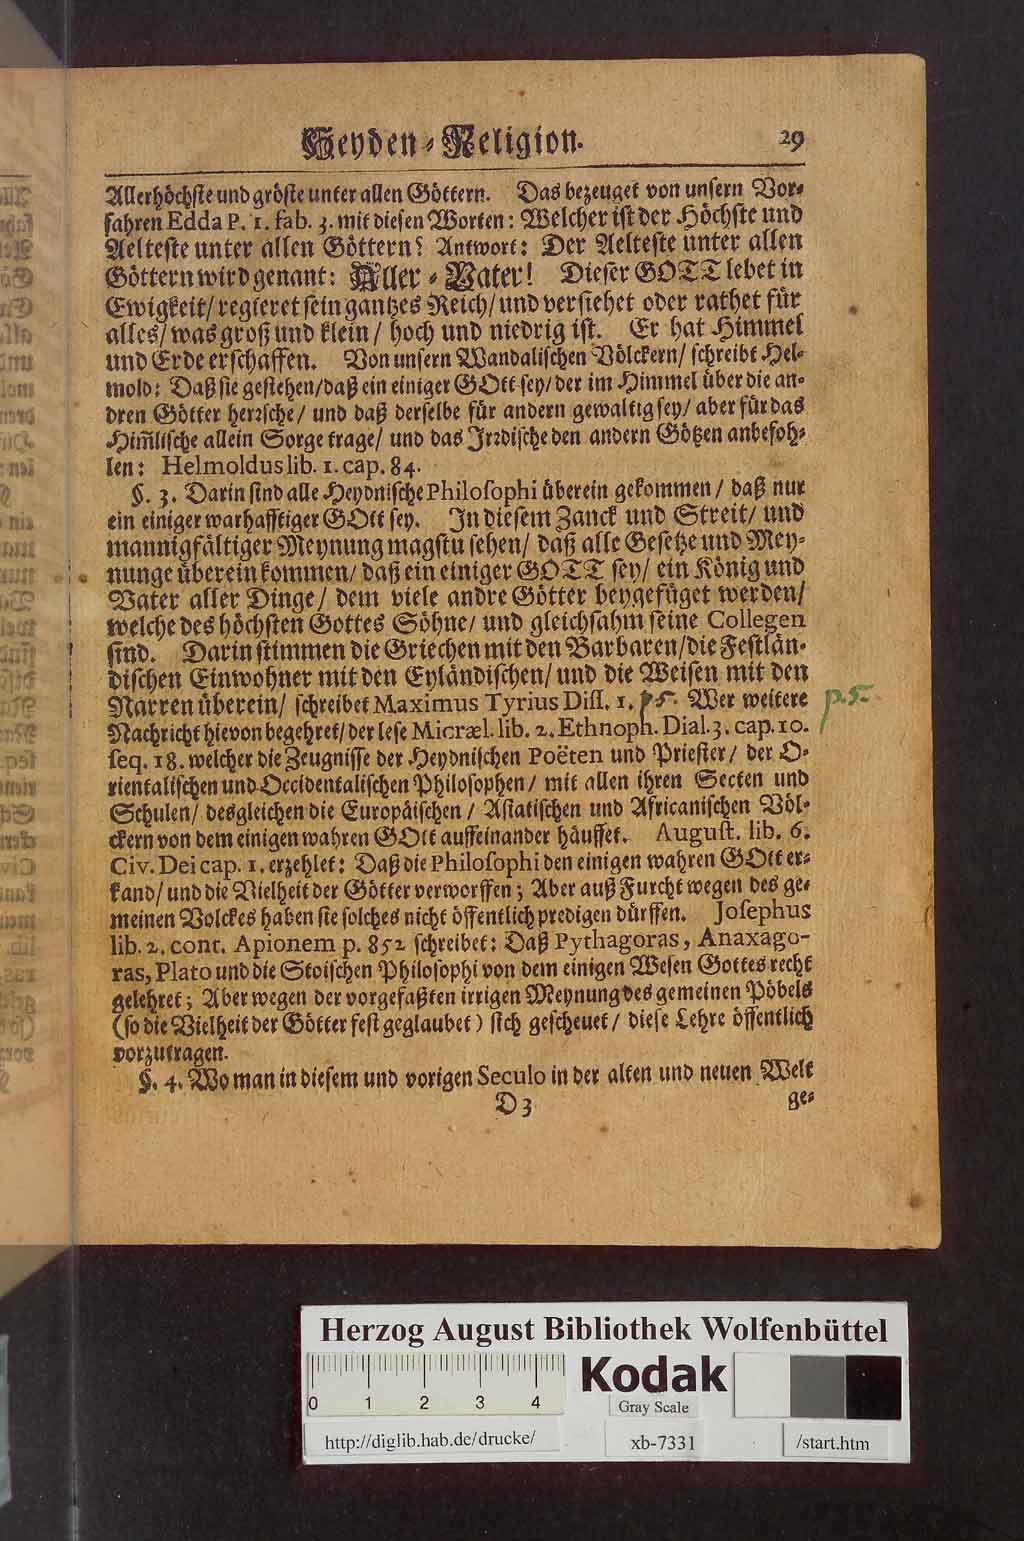 Heyden-Religion. 29
Allerhöchste und gröste unter allen Göttern. Das bezeuget von unsern Vor-
fahren Edda P. 1. fab. 3. mit diesen Worten: Welcher ist der Höchste und
Aelteste unter allen Göttern? Antwort: Der Aelteste unter allen
Göttern wird genant: Aller-Vater! Dieser GOTT lebet in
Ewigkeit/ regieret sein gantzes Reich/ und verstehet oder rathet für
alles/ was groß und klein/ hoch und niedrig ist. Er hat Himmel
und Erde erschaffen. Von unsern Wandalischen Völckern/ schreibt Hel-
mold: Daß sie gestehen/ daß ein einiger GOtt sey/ der im Himmel über die an-
dren Götter herrsche/ und daß derselbe für andern gewaltig sey/ aber für das
Him̃lische allein Sorge trage/ und das Irrdische den andern Götzen anbefoh-
len: Helmoldus lib. 1. cap. 84.
§. 3. Darin sind alle Heydnische Philosophi überein gekommen/ daß nur
ein einiger warhafftiger GOtt sey. In diesem Zanck und Streit/ und
mannigfältiger Meynung magstu sehen/ daß alle Gesetze und Mey-
nunge überein kommen/ daß ein einiger GOTT sey/ ein König und
Vater aller Dinge/ dem viele andre Götter beygefüget werden/
welche des höchsten Gottes Söhne/ und gleichsahm seine Collegen
sind. Darin stimmen die Griechen mit den Barbaren/ die Festlän-
dischen Einwohner mit den Eyländischen/ und die Weisen mit den
Narren überein/ schreibet Maximus Tyrius Diss. 1. p 5. Wer weitere p. 5.
Nachricht hievon begehret/ der lese Micræl. lib. 2. Ethnoph. Dial. 3. cap. 10.
seq. 18. welcher die Zeugnisse der Heydnischen Poëten und Priester/ der O-
rientalischen und Occidentalischen Philosophen/ mit allen ihren Secten und
Schulen/ desgleichen die Europäischen/ Asiatischen und Africanischen Völ-
ckern von dem einigen wahren GOtt auffeinander häuffet. August. lib. 6.
Civ. Dei cap. 1. erzehlet: Daß die Philosophi den einigen wahren GOtt er-
kand/ und die Vielheit der Götter verworffen; Aber auß Furcht wegen des ge-
meinen Volckes haben sie solches nicht öffentlich predigen dürffen. Josephus
lib. 2. cont. Apionem p. 852 schreibet: Daß Pythagoras, Anaxago-
ras, Plato und die Stoischen Philosophi von dem einigen Wesen Gottes recht
gelehret; Aber wegen der vorgefaßten irrigen Meynung des gemeinen Pöbels
(so die Vielheit der Götter fest geglaubet) sich gescheuet/ diese Lehre öffentlich
vorzutragen.
§. 4. Wo man in diesem und vorigen Seculo in der alten und neuen Welt
D 3 ge-
Herzog August Bibliothek Wolfenbüttel
0 1 2 3 4
Kodak
Gray Scale
http://diglib.hab.de/drucke/ xb-7331 /start.htm